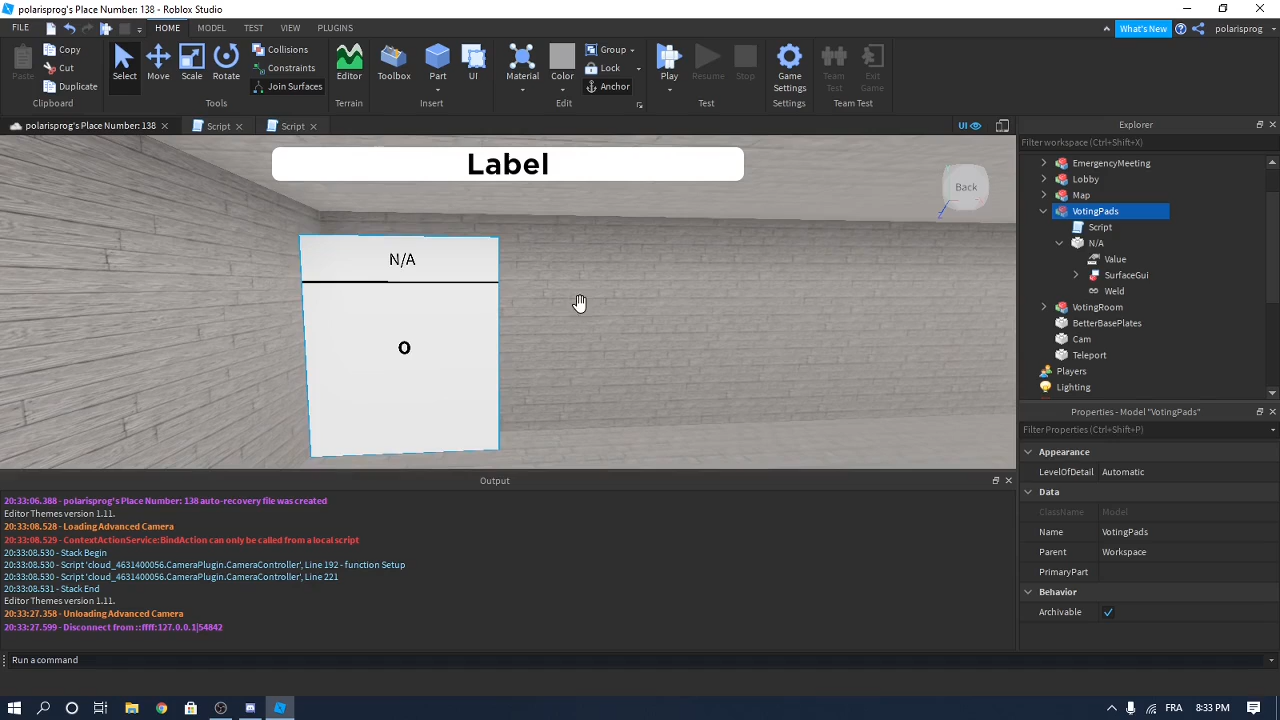 polarisprog's Place Number: 138 - Roblox Studio
FILE HOME MODEL TEST VIEW PLUGINS What's New polarisprog
Paste Copy Cut Duplicate Clipboard
Select Move Scale Rotate Collisions Constraints Join Surfaces Tools
Editor Terrain
Toolbox Part UI Insert
Material Color Group Lock Anchor Edit
Play Resume Stop Test
Game Settings Settings
Team Test Exit Game Team Test
polarisprog's Place Number: 138 Script Script UI
Label
Back
N/A
0
Explorer
Filter workspace (Ctrl+Shift+X)
EmergencyMeeting
Lobby
Map
VotingPads
Script
N/A
Value
SurfaceGui
Weld
VotingRoom
BetterBasePlates
Cam
Teleport
Players
Lighting
Properties - Model "VotingPads"
Filter Properties (Ctrl+Shift+P)
Appearance
LevelOfDetail Automatic
Data
ClassName Model
Name VotingPads
Parent Workspace
PrimaryPart
Behavior
Archivable
Output
20:33:06.388 - polarisprog's Place Number: 138 auto-recovery file was created
Editor Themes version 1.11.
20:33:08.528 - Loading Advanced Camera
20:33:08.529 - ContextActionService:BindAction can only be called from a local script
20:33:08.530 - Stack Begin
20:33:08.530 - Script 'cloud_4631400056.CameraPlugin.CameraController', Line 192 - function Setup
20:33:08.530 - Script 'cloud_4631400056.CameraPlugin.CameraController', Line 221
20:33:08.531 - Stack End
Editor Themes version 1.11.
20:33:27.358 - Unloading Advanced Camera
20:33:27.599 - Disconnect from ::ffff:127.0.0.1|54842
Run a command
FRA 8:33 PM